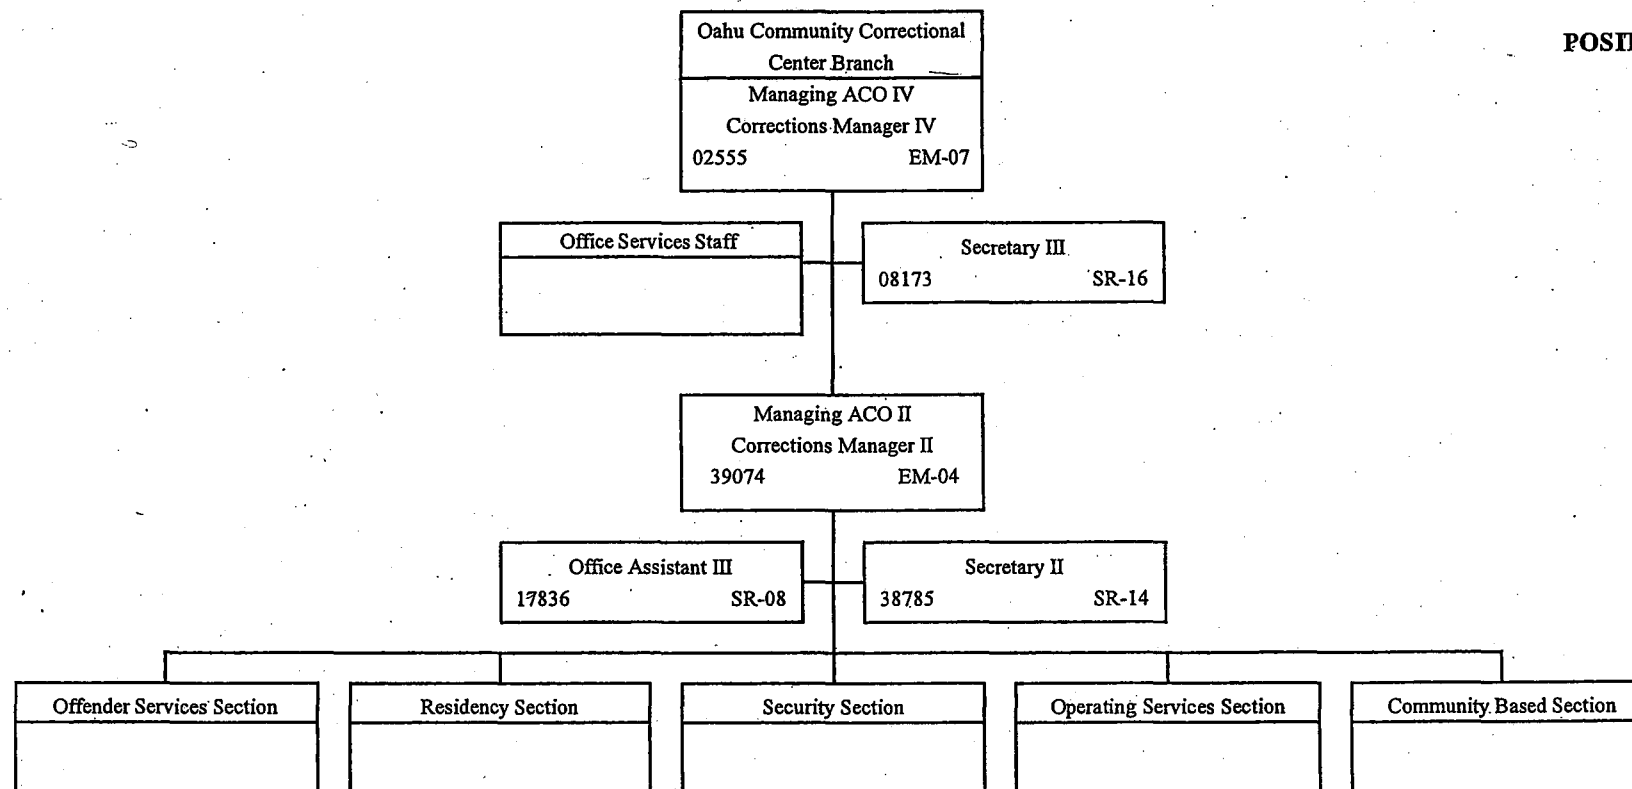 POSIT
Oahu Community Correctional
Center Branch
Managing ACO IV
Corrections Manager IV
02555 EM-07
Office Services Staff
Secretary III
08173 SR-16
Managing ACO II
Corrections Manager II
39074 EM-04
Office Assistant III
17836 SR-08
Secretary II
38785 SR-14
Offender Services Section
Residency Section
Security Section
Operating Services Section
Community Based Section